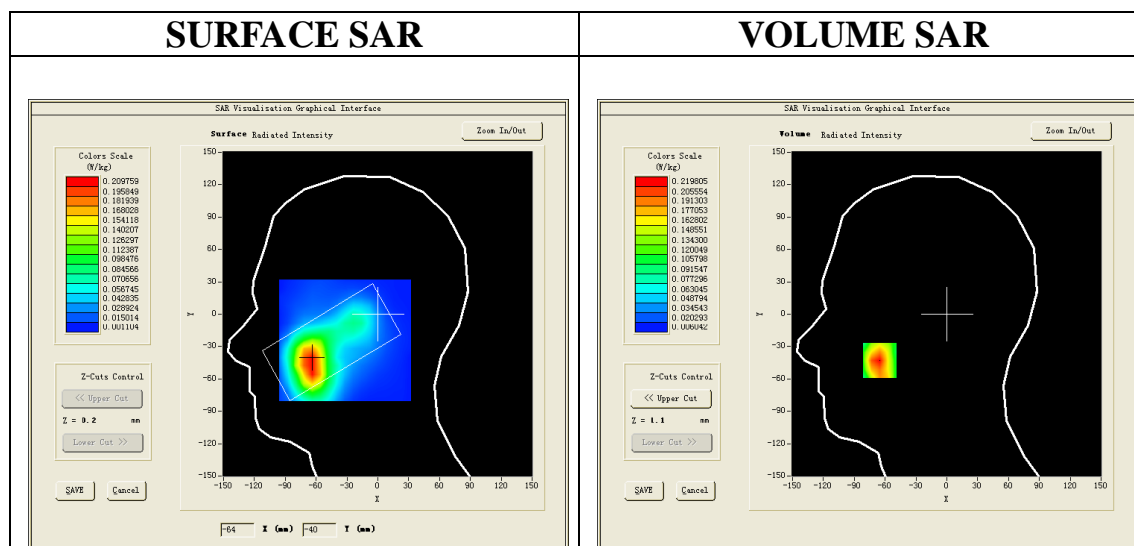 SURFACE SAR
VOLUME SAR
SAR Visualisation Graphical Interface
Surface Radiated Intensity
Zoom In/Out
Colors Scale
(W/kg)
0.209759
0.195849
0.181939
0.168028
0.154118
0.140207
0.126297
0.112387
0.098476
0.084566
0.070656
0.056745
0.042835
0.028924
0.015014
0.001104
Z-Cuts Control
<< Upper Cut
Z = 0.2 mm
Lower Cut >>
SAVE
Cancel
150
120
90
60
30
0
-30
-60
-90
-120
-150
Y
-150 -120 -90 -60 -30 0 30 60 90 120 150
X
-64 X (mm) -40 Y (mm)
SAR Visualisation Graphical Interface
Volume Radiated Intensity
Zoom In/Out
Colors Scale
(W/kg)
0.219805
0.205554
0.191303
0.177053
0.162802
0.148551
0.134300
0.120049
0.105798
0.091547
0.077296
0.063045
0.048794
0.034543
0.020293
0.006042
Z-Cuts Control
<< Upper Cut
Z = 1.1 mm
Lower Cut >>
SAVE
Cancel
150
120
90
60
30
0
-30
-60
-90
-120
-150
Y
-150 -120 -90 -60 -30 0 30 60 90 120 150
X